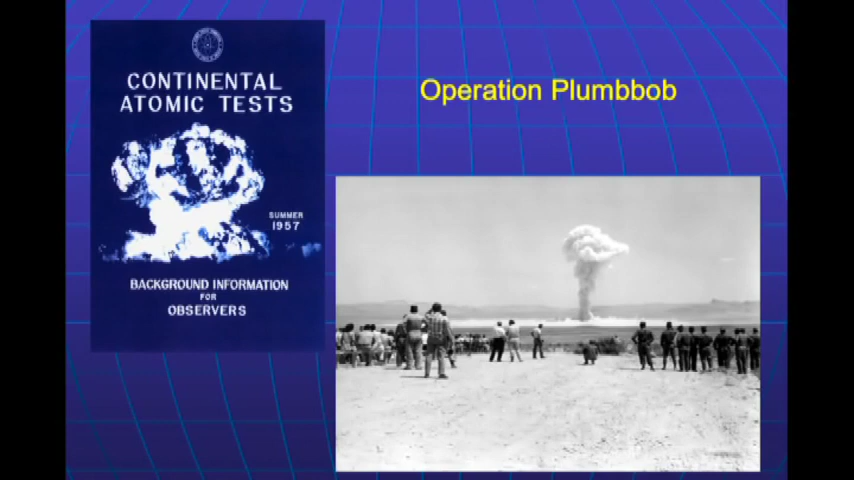 CONTINENTAL
ATOMIC TESTS
SUMMER
1957
BACKGROUND INFORMATION
FOR
OBSERVERS
Operation Plumbbob